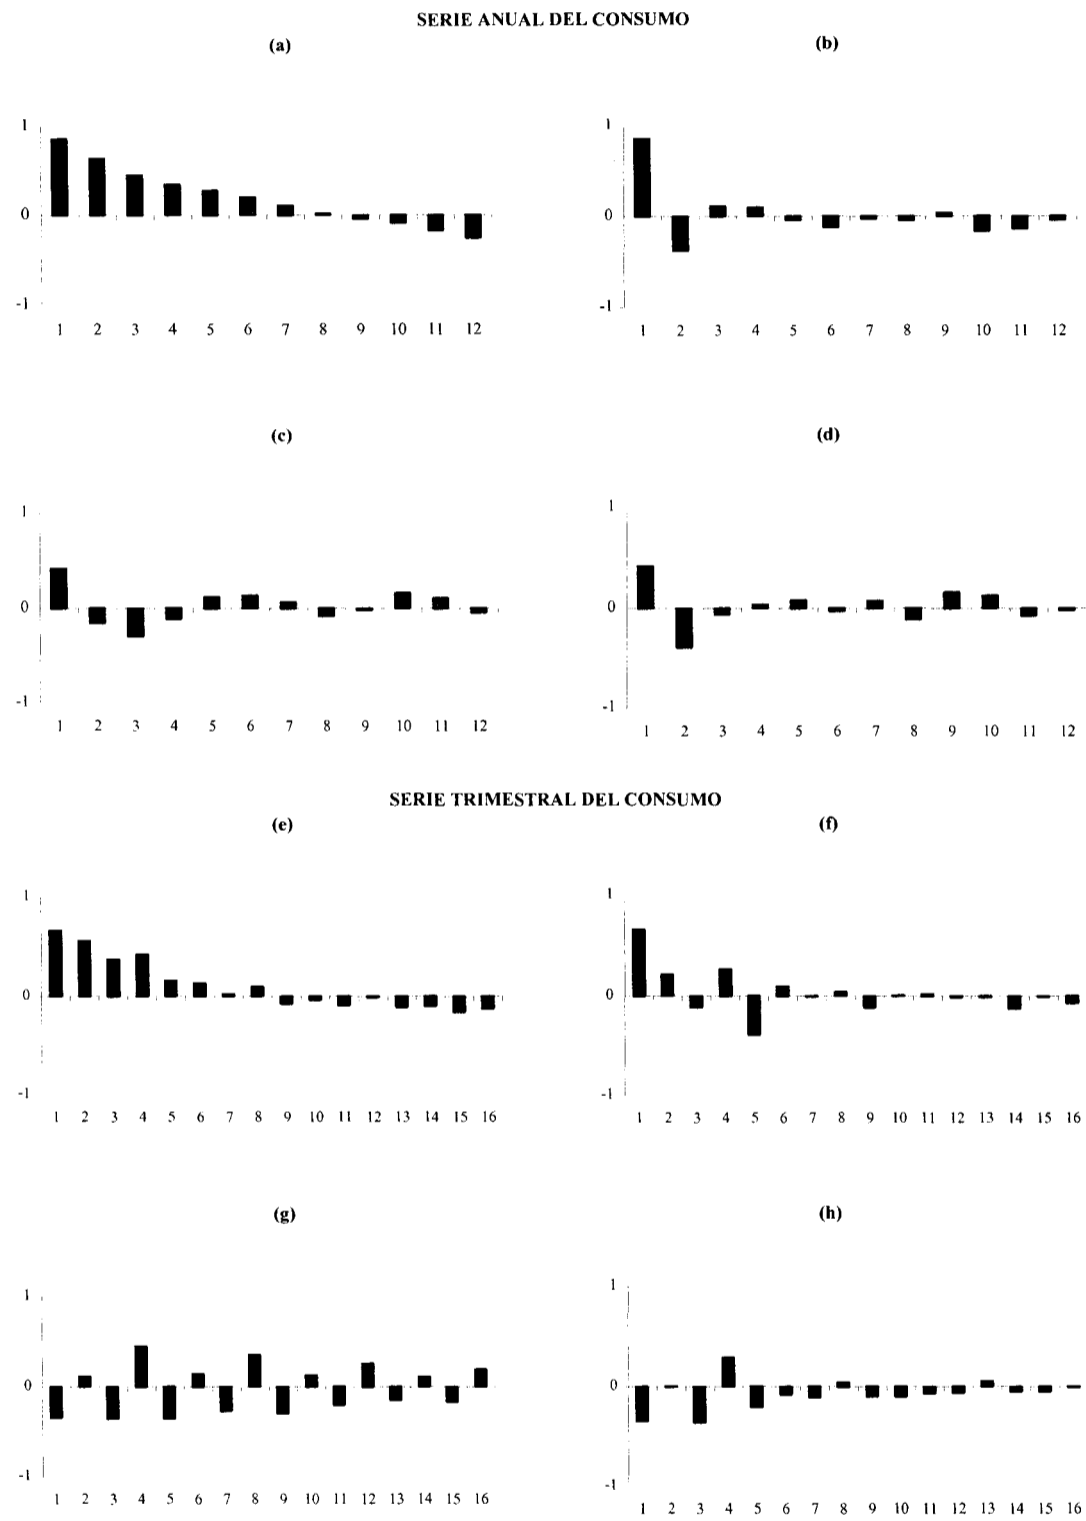 SERIE ANUAL DEL CONSUMO
(a) (b)
1 1
0 0
-1 -1
1 2 3 4 5 6 7 8 9 10 11 12 1 2 3 4 5 6 7 8 9 10 11 12
(c) (d)
1 1
0 0
-1 -1
1 2 3 4 5 6 7 8 9 10 11 12 1 2 3 4 5 6 7 8 9 10 11 12
SERIE TRIMESTRAL DEL CONSUMO
(e) (f)
1 1
0 0
-1 -1
1 2 3 4 5 6 7 8 9 10 11 12 13 14 15 16 1 2 3 4 5 6 7 8 9 10 11 12 13 14 15 16
(g) (h)
1 1
0 0
-1 -1
1 2 3 4 5 6 7 8 9 10 11 12 13 14 15 16 1 2 3 4 5 6 7 8 9 10 11 12 13 14 15 16